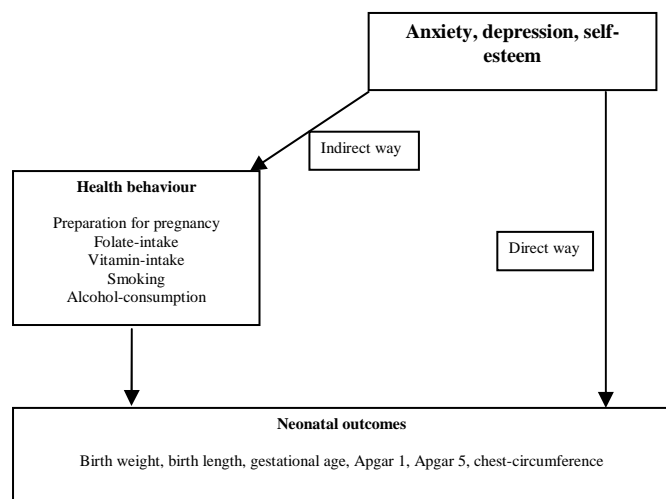 Anxiety, depression, self-
esteem
Indirect way
Health behaviour
Preparation for pregnancy
Folate-intake
Vitamin-intake
Smoking
Alcohol-consumption
Direct way
Neonatal outcomes
Birth weight, birth length, gestational age, Apgar 1, Apgar 5, chest-circumference